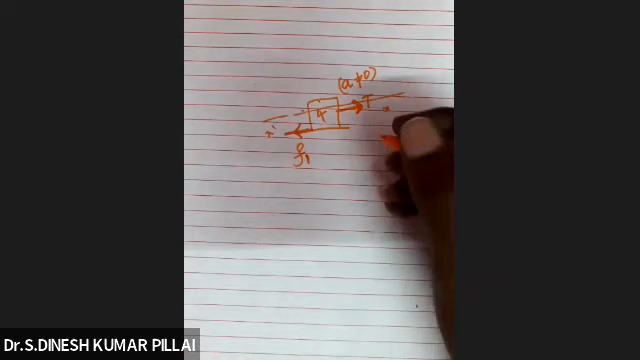 (a≠0)
4
T
x' x
f₁
Dr.S.DINESH KUMAR PILLAI